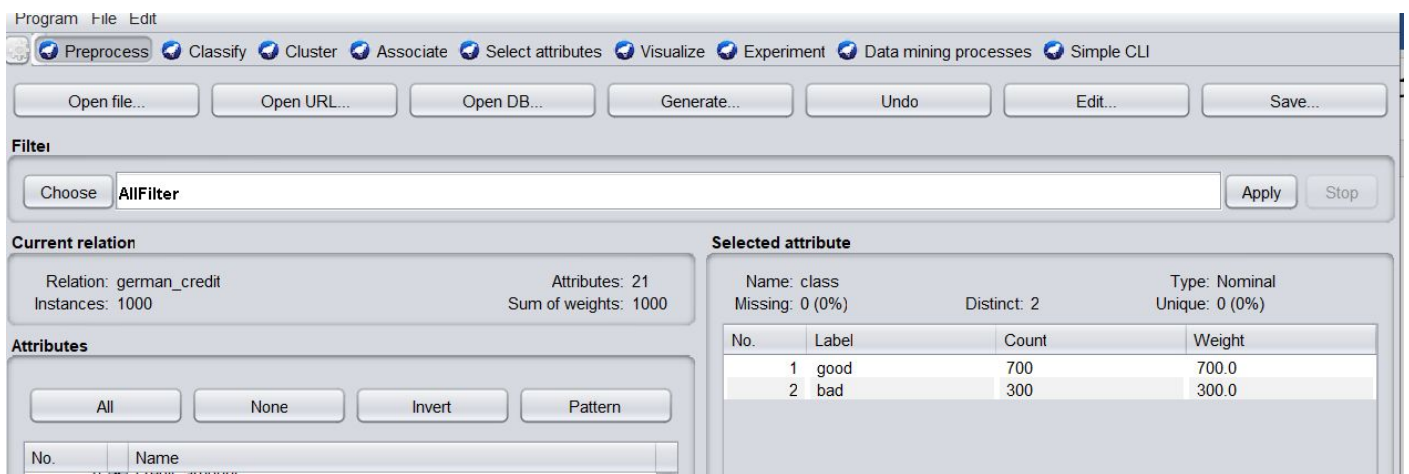 Program File Edit
Preprocess Classify Cluster Associate Select attributes Visualize Experiment Data mining processes Simple CLI
Open file... Open URL... Open DB... Generate... Undo Edit... Save...
Filter
Choose AllFilter Apply Stop
Current relation
Relation: german_credit Attributes: 21
Instances: 1000 Sum of weights: 1000
Selected attribute
Name: class Type: Nominal
Missing: 0 (0%) Distinct: 2 Unique: 0 (0%)
No. Label Count Weight
1 good 700 700.0
2 bad 300 300.0
Attributes
All None Invert Pattern
No. Name